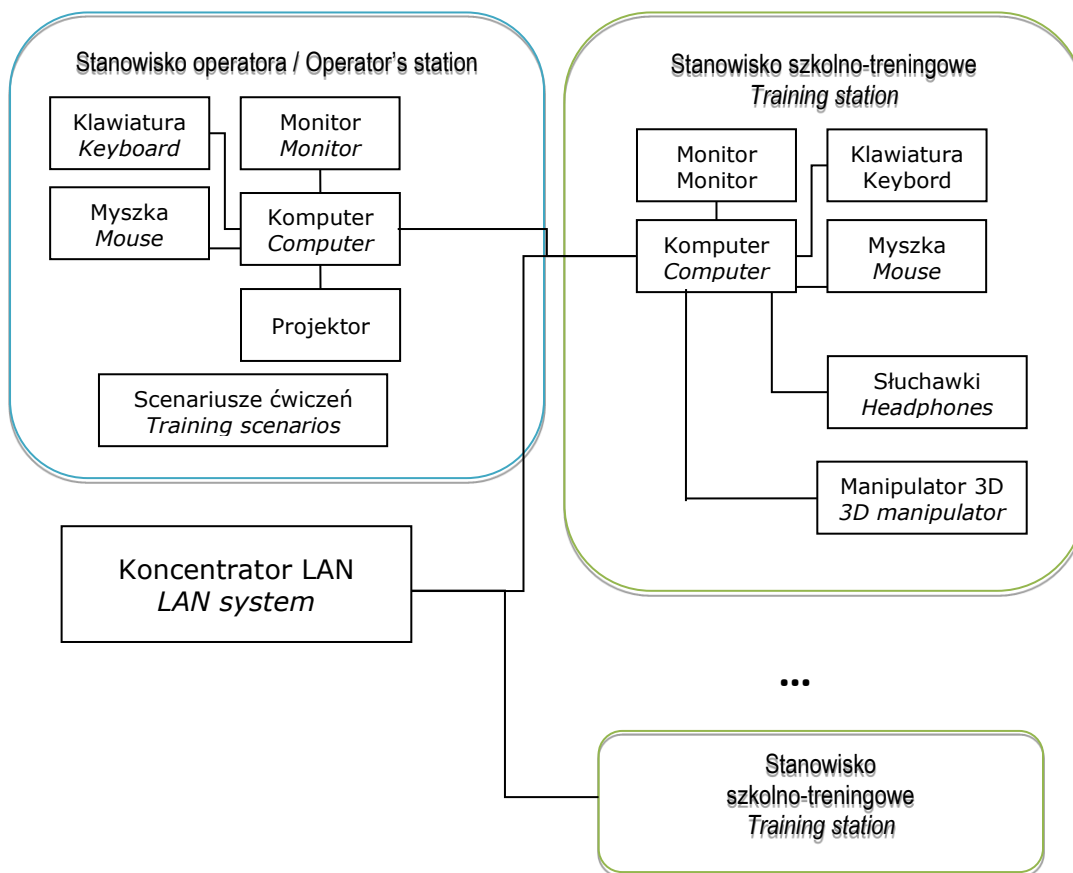 Stanowisko operatora / Operator's station
Klawiatura
Keyboard
Monitor
Monitor
Myszka
Mouse
Komputer
Computer
Projektor
Scenariusze ćwiczeń
Training scenarios
Stanowisko szkolno-treningowe
Training station
Monitor
Monitor
Klawiatura
Keybord
Komputer
Computer
Myszka
Mouse
Słuchawki
Headphones
Manipulator 3D
3D manipulator
Koncentrator LAN
LAN system
...
Stanowisko
szkolno-treningowe
Training station